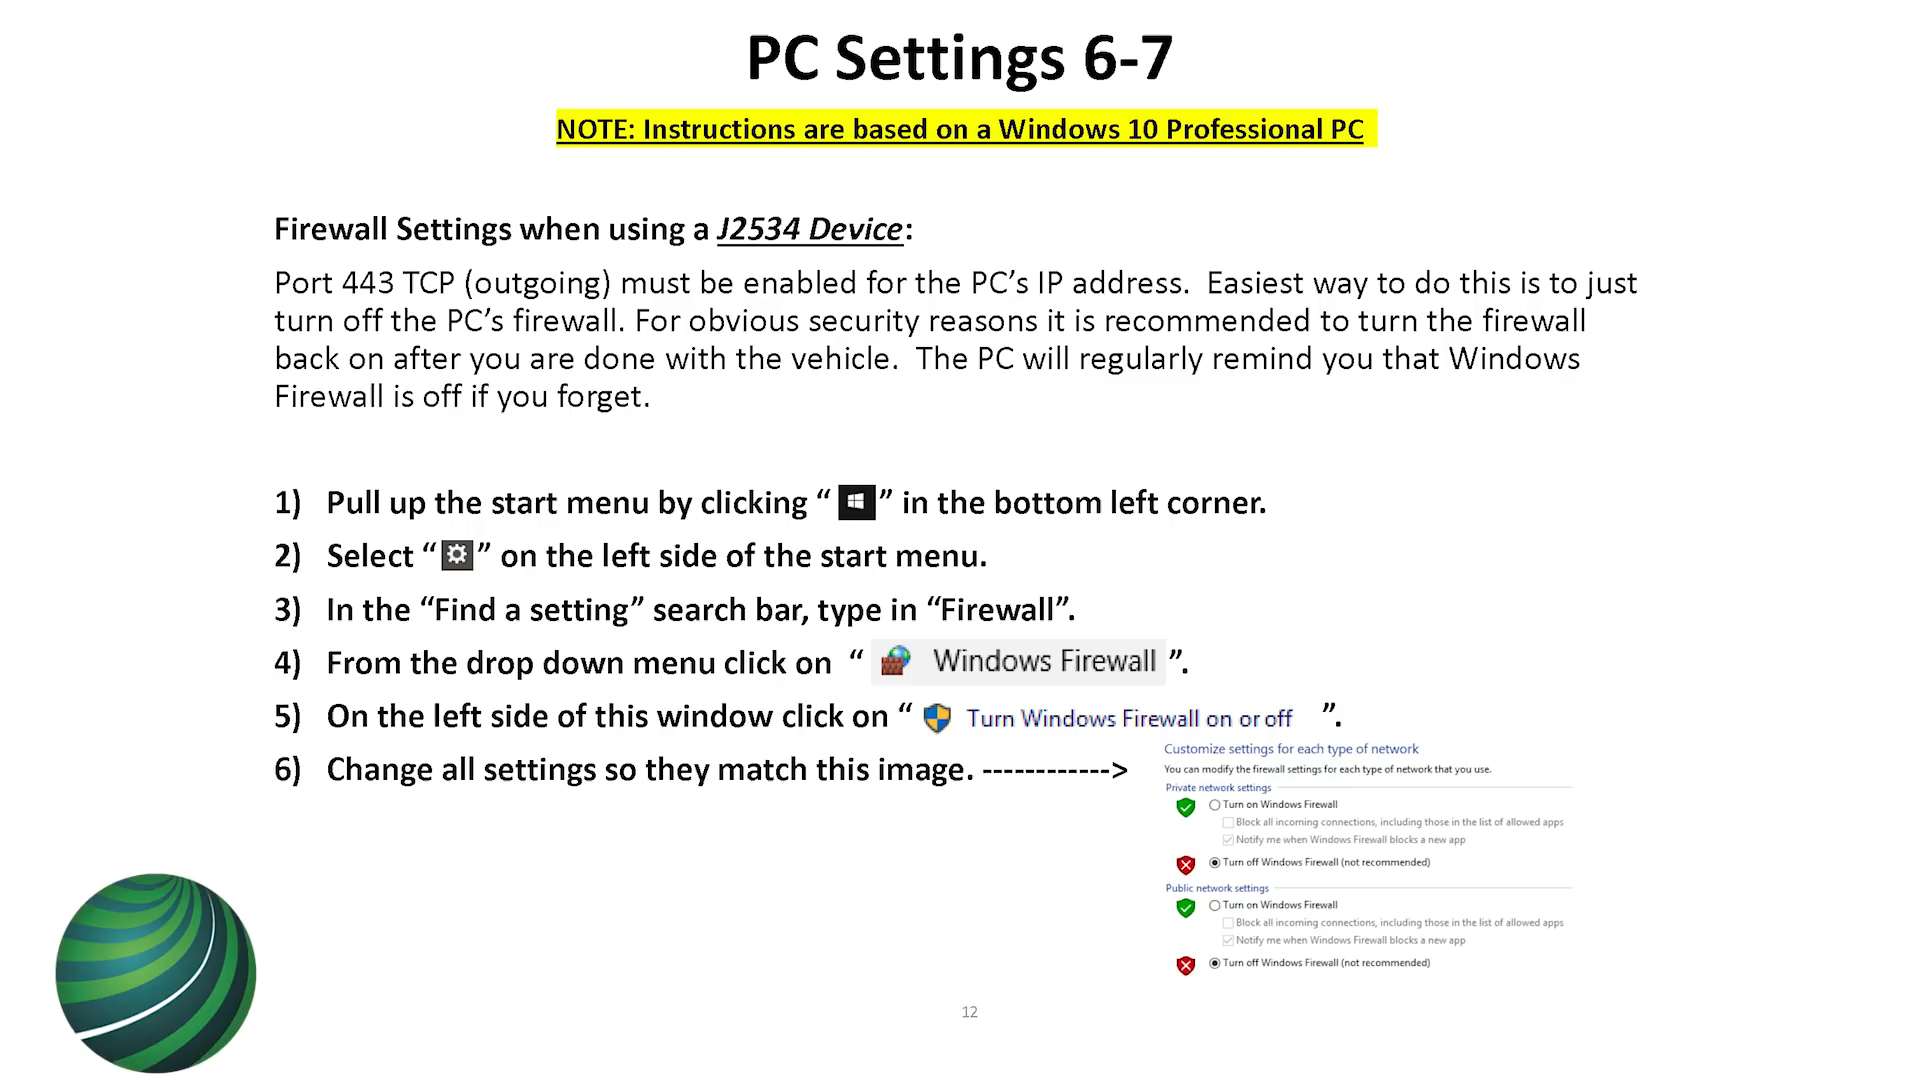 PC Settings 6-7
NOTE: Instructions are based on a Windows 10 Professional PC
Firewall Settings when using a J2534 Device:
Port 443 TCP (outgoing) must be enabled for the PC’s IP address.  Easiest way to do this is to just
turn off the PC’s firewall. For obvious security reasons it is recommended to turn the firewall
back on after you are done with the vehicle.  The PC will regularly remind you that Windows
Firewall is off if you forget.
1) Pull up the start menu by clicking “ ” in the bottom left corner.
2) Select “ ” on the left side of the start menu.
3) In the “Find a setting” search bar, type in “Firewall”.
4) From the drop down menu click on “ Windows Firewall ”.
5) On the left side of this window click on “ Turn Windows Firewall on or off ”.
6) Change all settings so they match this image. ------------>
Customize settings for each type of network
You can modify the firewall settings for each type of network that you use.
Private network settings
Turn on Windows Firewall
Block all incoming connections, including those in the list of allowed apps
Notify me when Windows Firewall blocks a new app
Turn off Windows Firewall (not recommended)
Public network settings
Turn on Windows Firewall
Block all incoming connections, including those in the list of allowed apps
Notify me when Windows Firewall blocks a new app
Turn off Windows Firewall (not recommended)
12